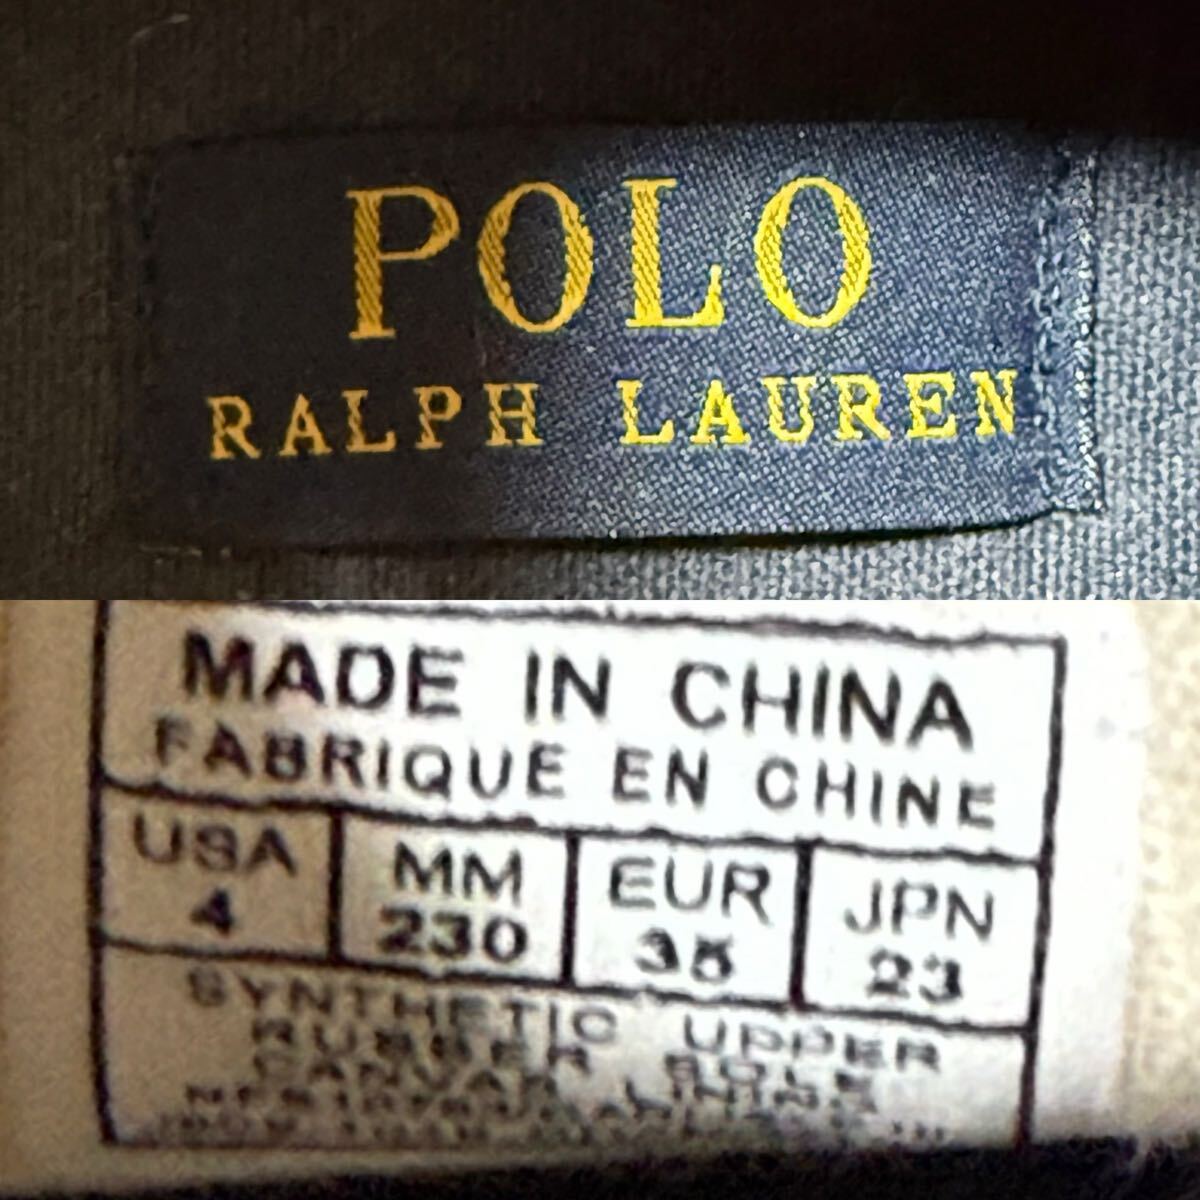 POLO
RALPH LAUREN
MADE IN CHINA
FABRIQUE EN CHINE
USA MM EUR JPN
4 230 35 23
SYNTHETIC UPPER
RUBBER SOLE
CANVAS LINING